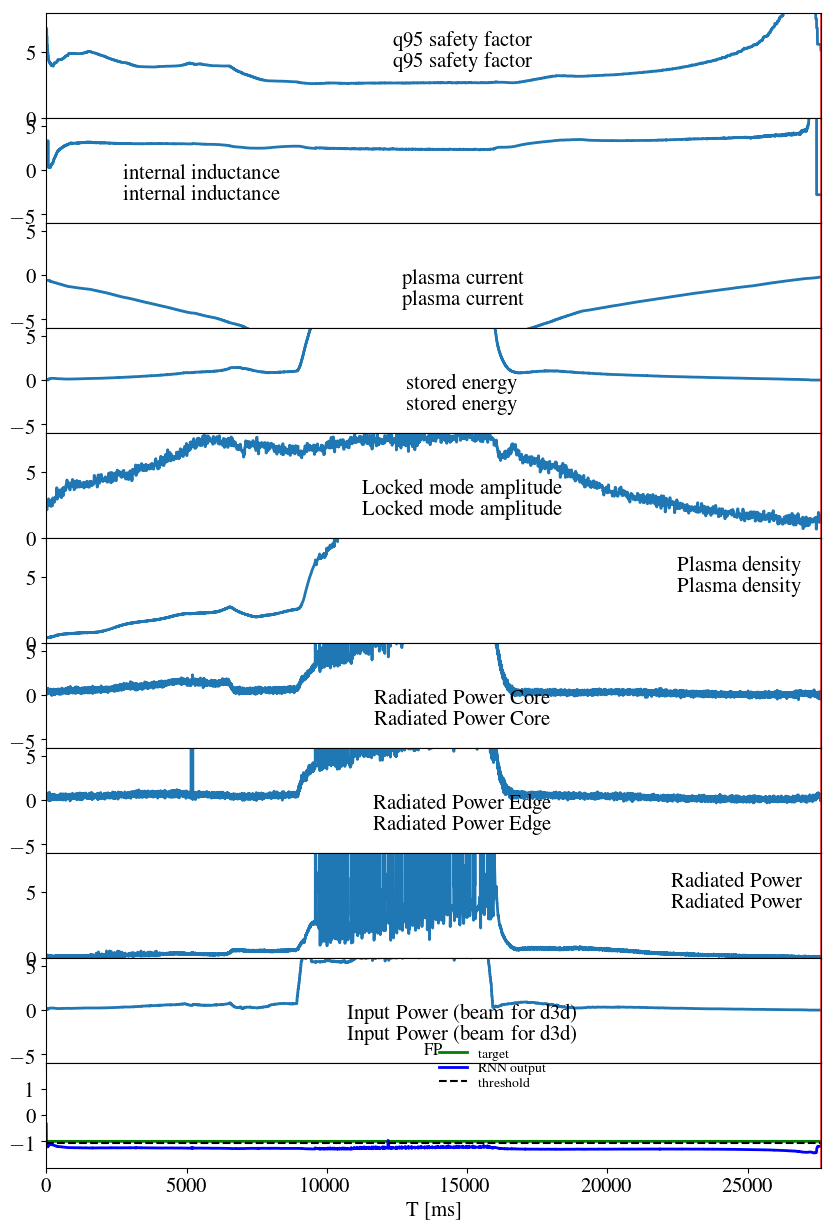 q95 safety factor
q95 safety factor
5
0
5
internal inductance
internal inductance
0
−5
5
plasma current
plasma current
0
−5
5
stored energy
stored energy
0
−5
Locked mode amplitude
Locked mode amplitude
5
0
Plasma density
Plasma density
5
0
5
Radiated Power Core
Radiated Power Core
0
−5
5
Radiated Power Edge
Radiated Power Edge
0
−5
Radiated Power
Radiated Power
5
0
5
Input Power (beam for d3d)
Input Power (beam for d3d)
0
−5
FP
target
RNN output
threshold
1
0
−1
0 5000 10000 15000 20000 25000
T [ms]